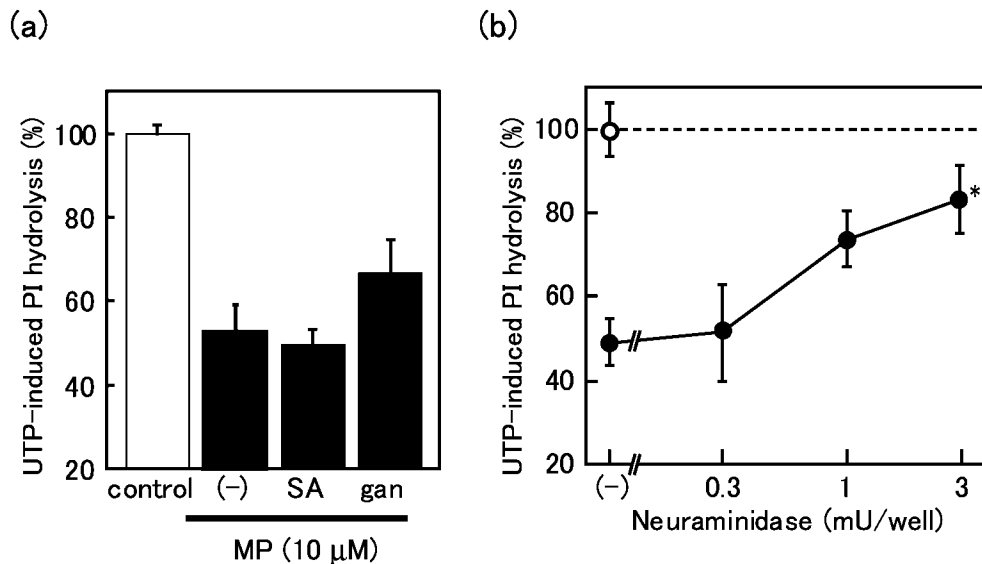 (a)
UTP-induced PI hydrolysis (%)
100
80
60
40
20
control (-) SA gan
MP (10 μM)
(b)
UTP-induced PI hydrolysis (%)
100
80
60
40
20
*
(-) 0.3 1 3
Neuraminidase (mU/well)